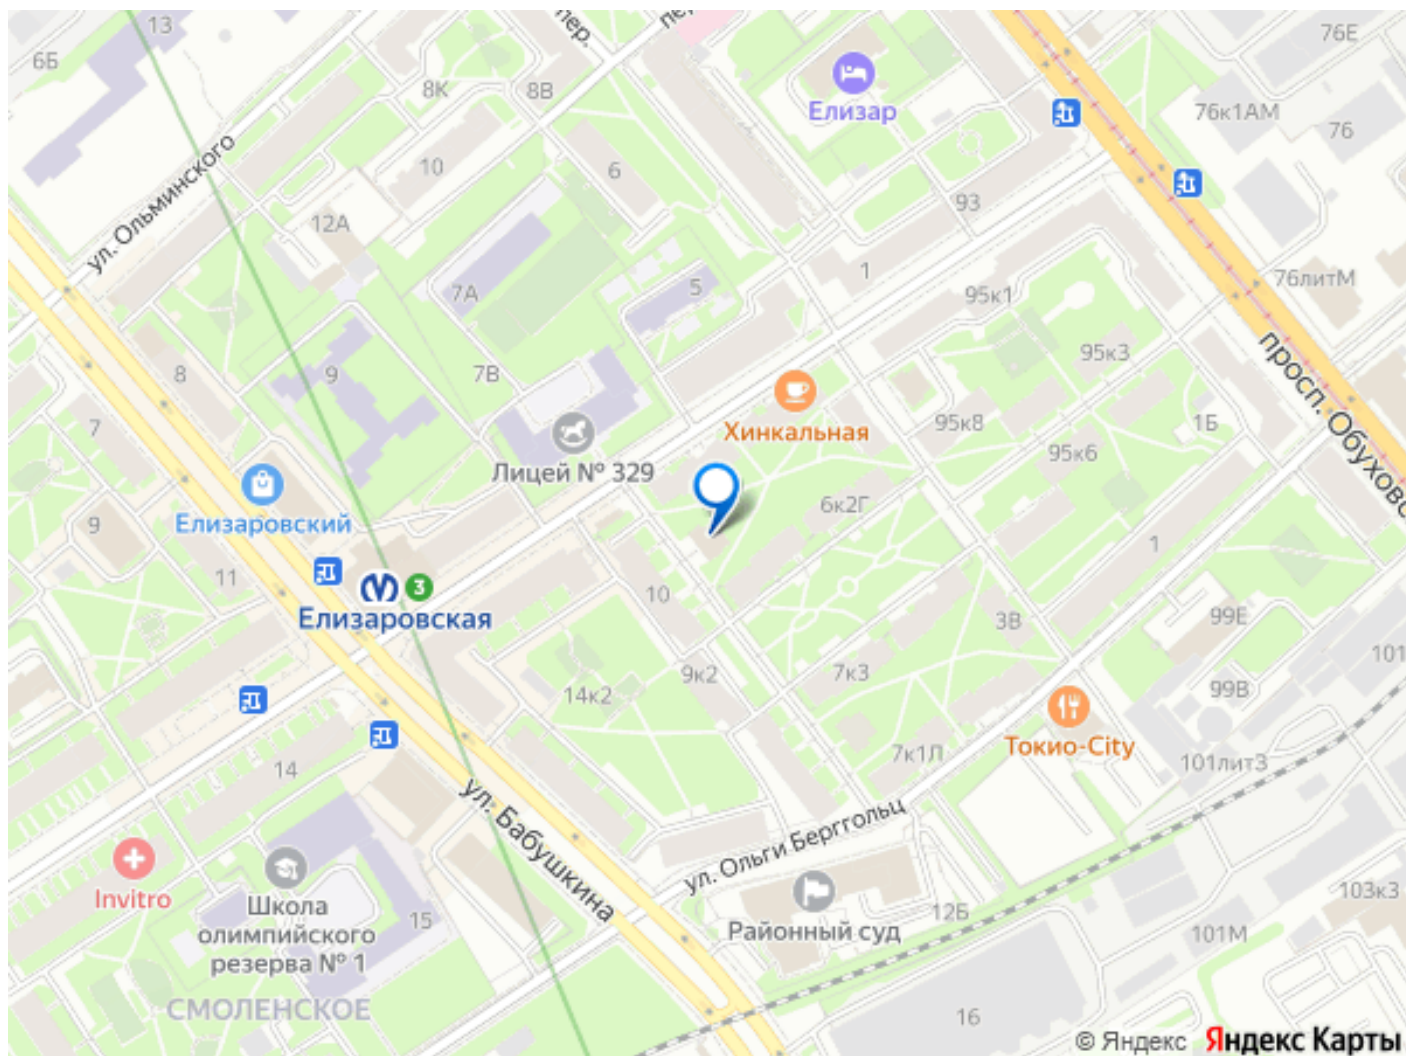 13
пер.
пер
6Б
8К
8В
Елизар
76Е
76к1АМ
76
ул. Ольминского
10
6
93
12А
1
76литМ
7А
5
95к1
8
9
7В
95к3
просп. Обуховс
7
Хинкальная
95к8
1Б
Лицей № 329
95к6
Елизаровский
6к2Г
9
11
1
3
Елизаровская
10
3В
99Е
101
9к2
7к3
14к2
99В
Токио-City
7к1Л
101литЗ
14
ул. Бабушкина
ул. Ольги Берггольц
Invitro
Школа
олимпийского
резерва № 1
15
Районный суд
12Б
103к3
101М
СМОЛЕНСКОЕ
16
© Яндекс Яндекс Карты